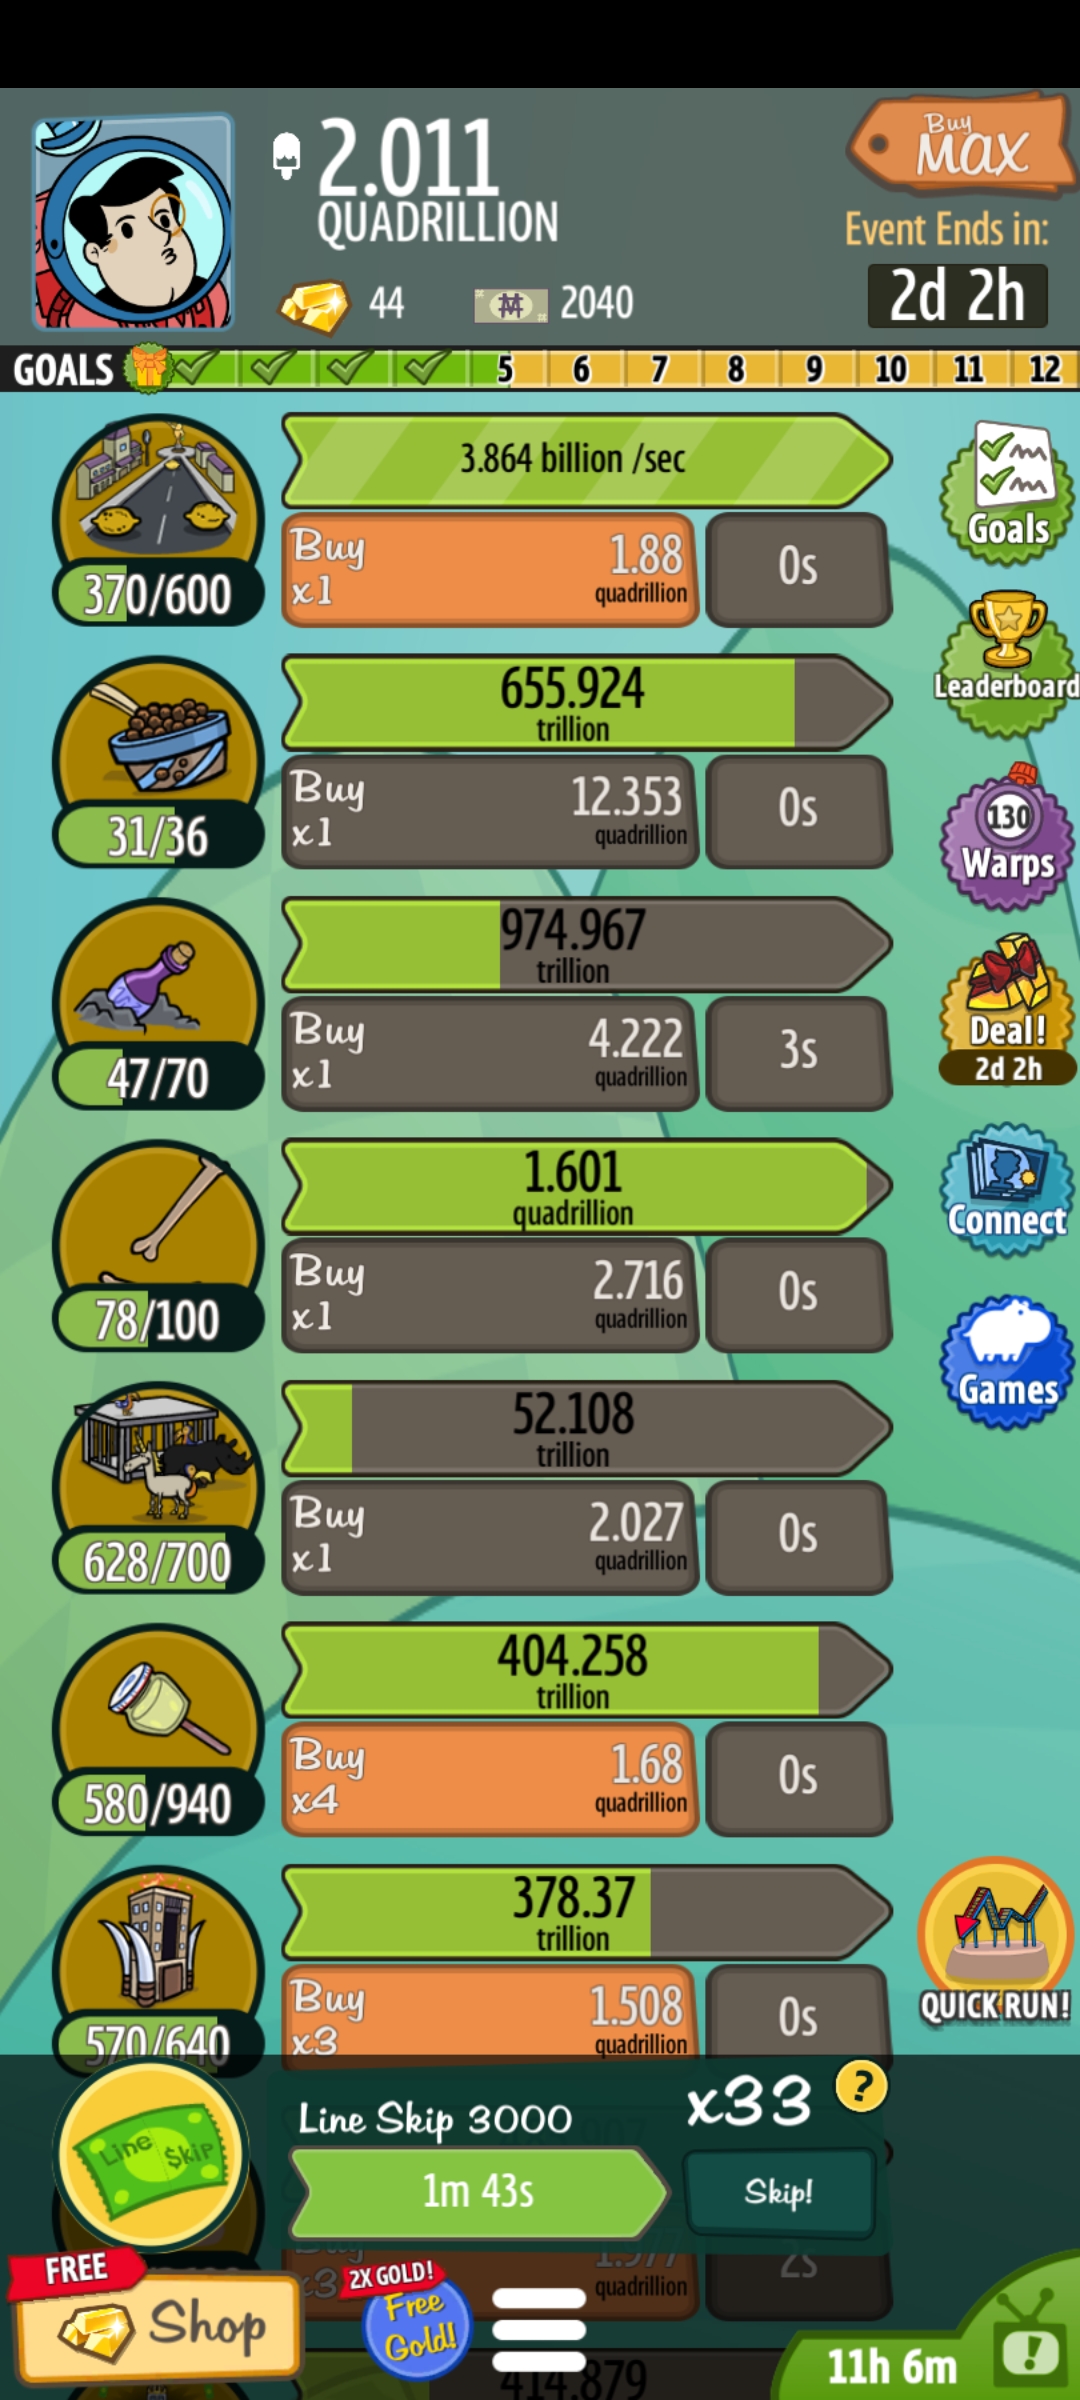 2.011
QUADRILLION
Buy
MAX
Event Ends in:
2d 2h
44
2040
GOALS 5 6 7 8 9 10 11 12
3.864 billion /sec
Buy
x1
1.88
quadrillion
0s
370/600
Goals
Leaderboard
655.924
trillion
Buy
x1
12.353
quadrillion
0s
31/36
130
Warps
974.967
trillion
Buy
x1
4.222
quadrillion
3s
47/70
Deal!
2d 2h
1.601
quadrillion
Buy
x1
2.716
quadrillion
0s
78/100
Connect
Games
52.108
trillion
Buy
x1
2.027
quadrillion
0s
628/700
404.258
trillion
Buy
x4
1.68
quadrillion
0s
580/940
378.37
trillion
Buy
x3
1.508
quadrillion
0s
570/640
QUICK RUN!
Line Skip
Line Skip 3000
x33
?
1m 43s
Skip!
quadrillion
2s
FREE
Shop
2X GOLD!
Free
Gold!
11h 6m
!
414.879